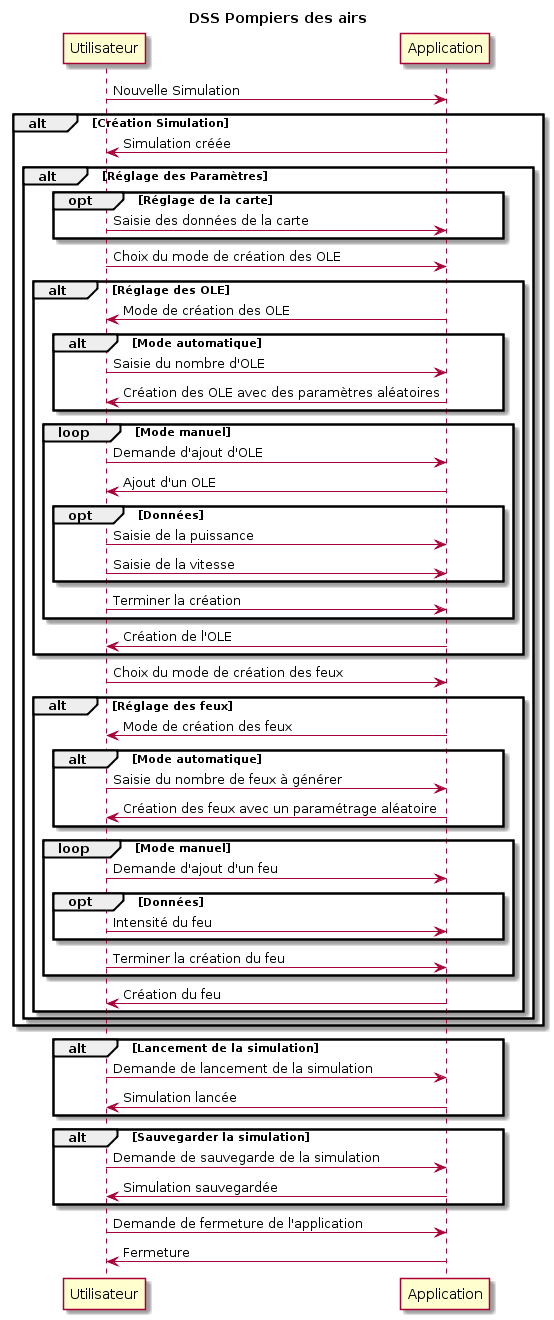 DSS Pompiers des airs
Utilisateur
Application
Nouvelle Simulation
alt [Création Simulation]
Simulation créée
alt [Réglage des Paramètres]
opt [Réglage de la carte]
Saisie des données de la carte
Choix du mode de création des OLE
alt [Réglage des OLE]
Mode de création des OLE
alt [Mode automatique]
Saisie du nombre d'OLE
Création des OLE avec des paramètres aléatoires
loop [Mode manuel]
Demande d'ajout d'OLE
Ajout d'un OLE
opt [Données]
Saisie de la puissance
Saisie de la vitesse
Terminer la création
Création de l'OLE
Choix du mode de création des feux
alt [Réglage des feux]
Mode de création des feux
alt [Mode automatique]
Saisie du nombre de feux à générer
Création des feux avec un paramétrage aléatoire
loop [Mode manuel]
Demande d'ajout d'un feu
opt [Données]
Intensité du feu
Terminer la création du feu
Création du feu
alt [Lancement de la simulation]
Demande de lancement de la simulation
Simulation lancée
alt [Sauvegarder la simulation]
Demande de sauvegarde de la simulation
Simulation sauvegardée
Demande de fermeture de l'application
Fermeture
Utilisateur
Application